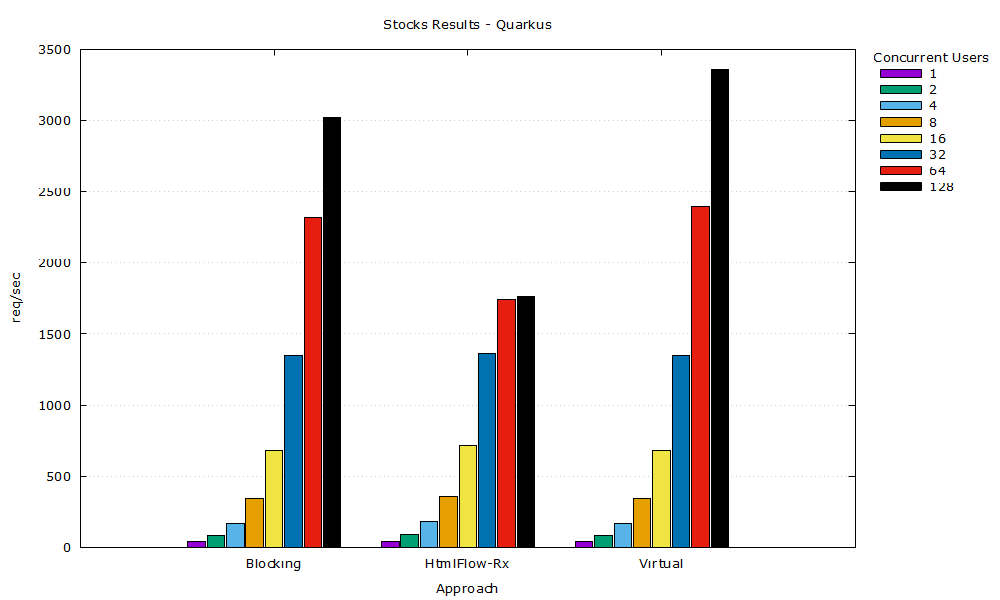 Stocks Results - Quarkus
3500
3000
2500
2000
1500
1000
500
0
req/sec
Blocking
HtmlFlow-Rx
Virtual
Approach
Concurrent Users
1
2
4
8
16
32
64
128